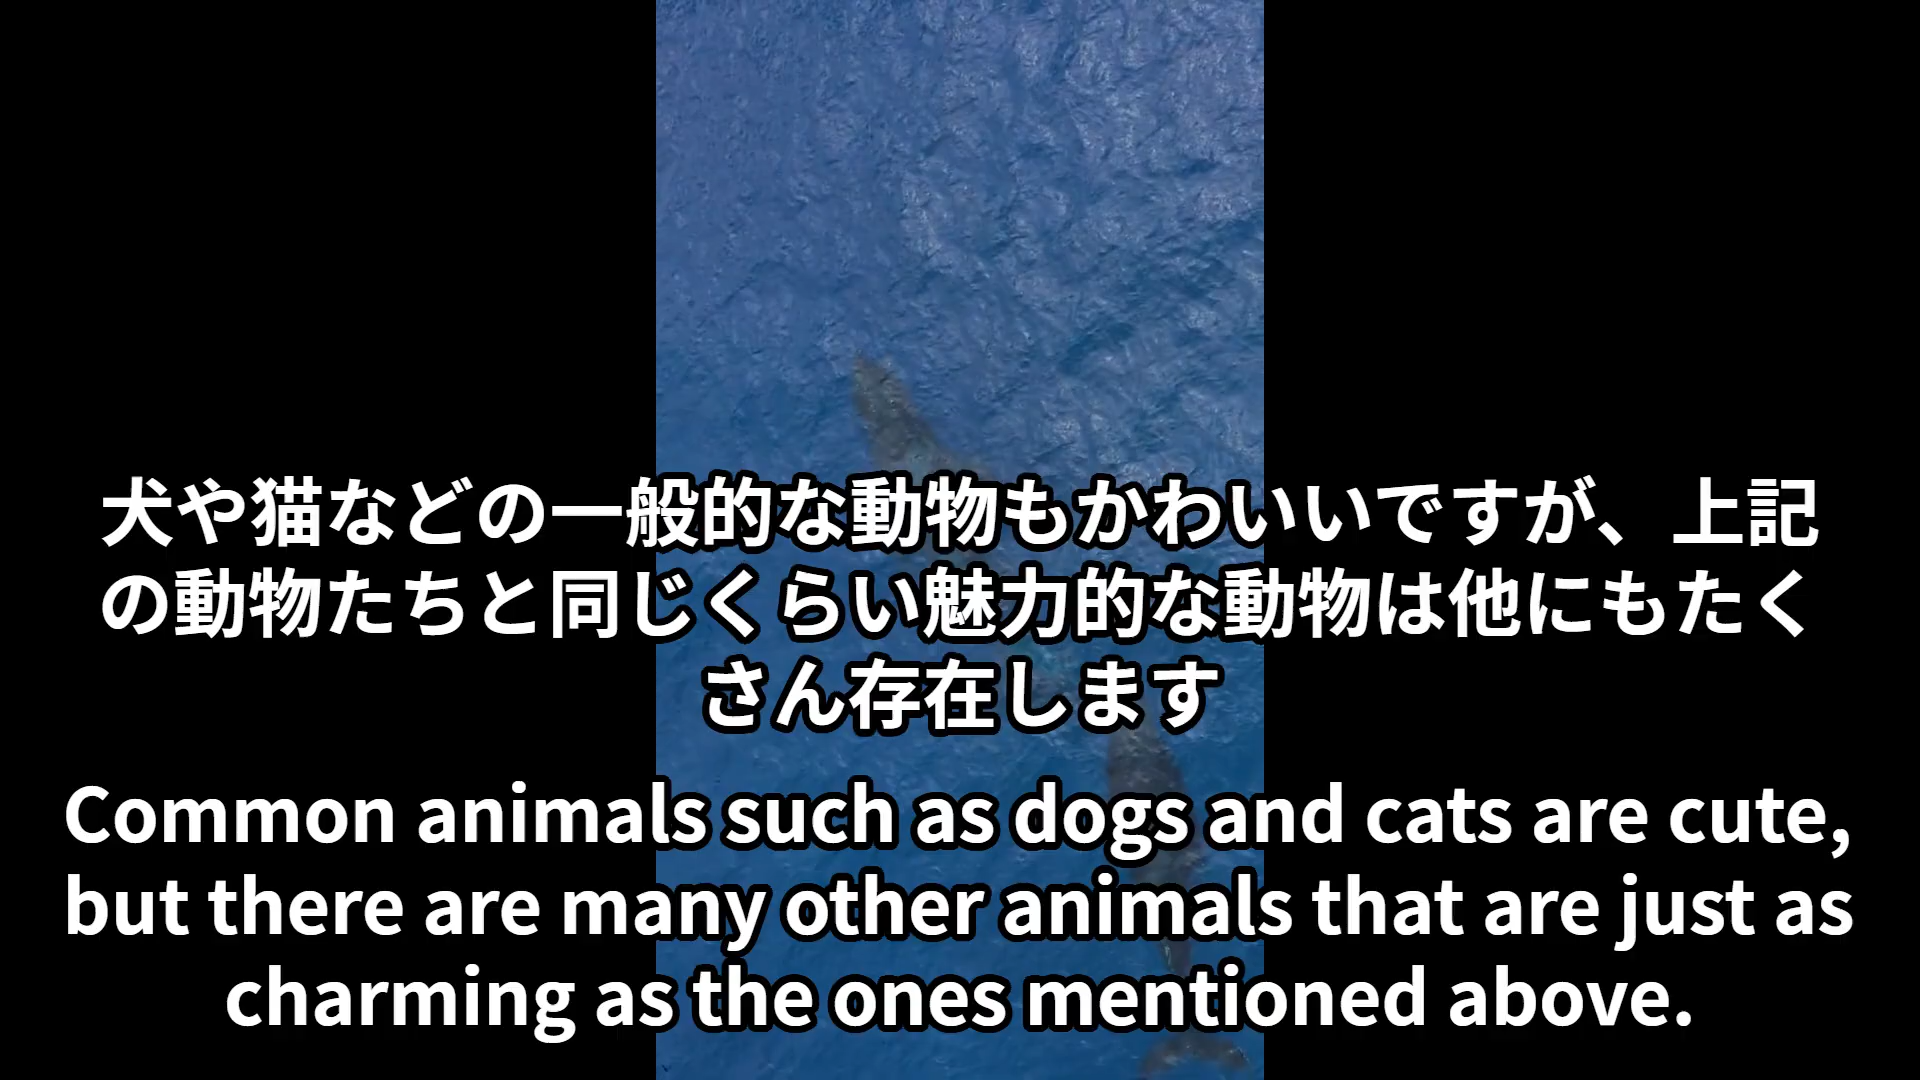 犬や猫などの一般的な動物もかわいいですが、上記
の動物たちと同じくらい魅力的な動物は他にもたく
さん存在します
Common animals such as dogs and cats are cute,
but there are many other animals that are just as
charming as the ones mentioned above.